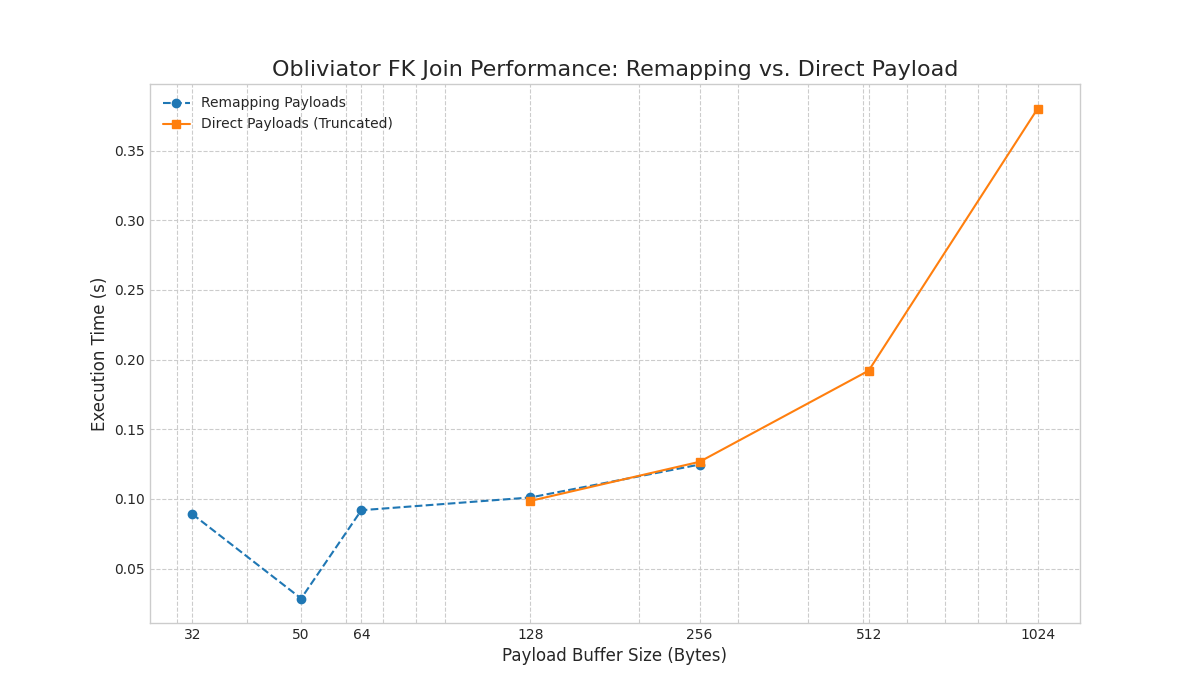 Obliviator FK Join Performance: Remapping vs. Direct Payload
Remapping Payloads
Direct Payloads (Truncated)
Execution Time (s)
0.35
0.30
0.25
0.20
0.15
0.10
0.05
32 50 64 128 256 512 1024
Payload Buffer Size (Bytes)